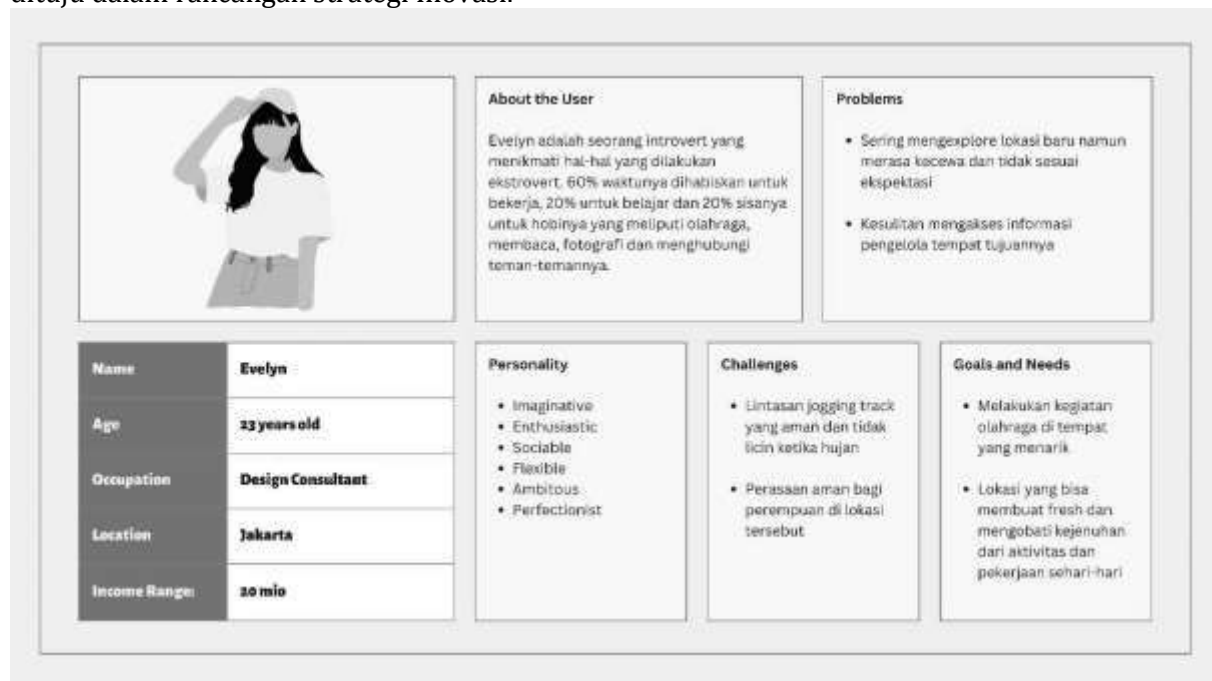 About the User
Evelyn adalah seorang introvert yang
menikmati hal-hal yang dilakukan
ekstrovert. 60% waktunya dihabiskan untuk
bekerja, 20% untuk belajar dan 20% sisanya
untuk hobinya yang meliputi olahraga,
membaca, fotografi dan menghubungi
teman-temannya.
Problems
• Sering mengexplore lokasi baru namun
merasa kecewa dan tidak sesuai
ekspektasi
• Kesulitan mengakses informasi
pengelola tempat tujuannya
Name Evelyn
Age 23 years old
Occupation Design Consultant
Location Jakarta
Income Range: 20 mio
Personality
• Imaginative
• Enthusiastic
• Sociable
• Flexible
• Ambitous
• Perfectionist
Challenges
• Lintasan jogging track
yang aman dan tidak
licin ketika hujan
• Perasaan aman bagi
perempuan di lokasi
tersebut
Goals and Needs
• Melakukan kegiatan
olahraga di tempat
yang menarik
• Lokasi yang bisa
membuat fresh dan
mengobati kejenuhan
dari aktivitas dan
pekerjaan sehari-hari